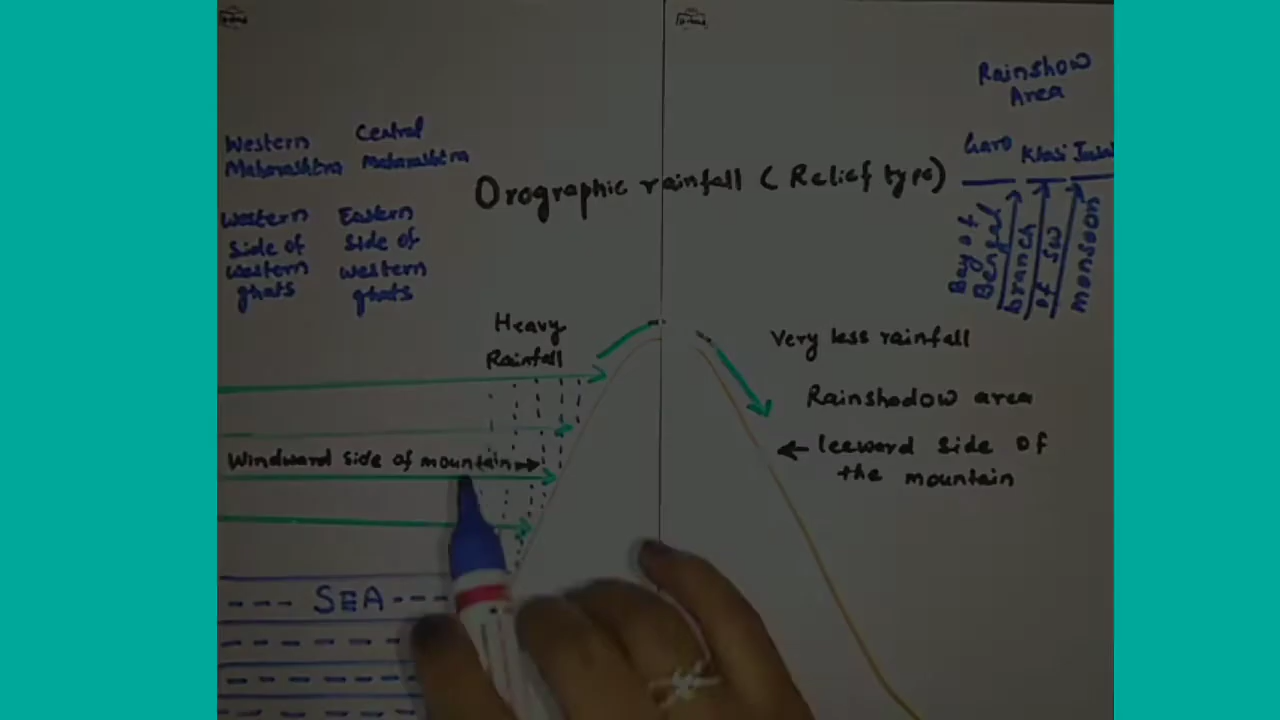 Rainshow
Area
Western
Maharashtra
Central
Maharashtra
Garo
Khasi
Orographic rainfall ( Relief type)
Western
side of
western
ghats
Eastern
side of
western
ghats
Bay of
Bengal
branch
of SW
monsoon
Heavy
Rainfall
Very less rainfall
Rainshodow area
Windward side of mountain
leeward side of
the mountain
SEA